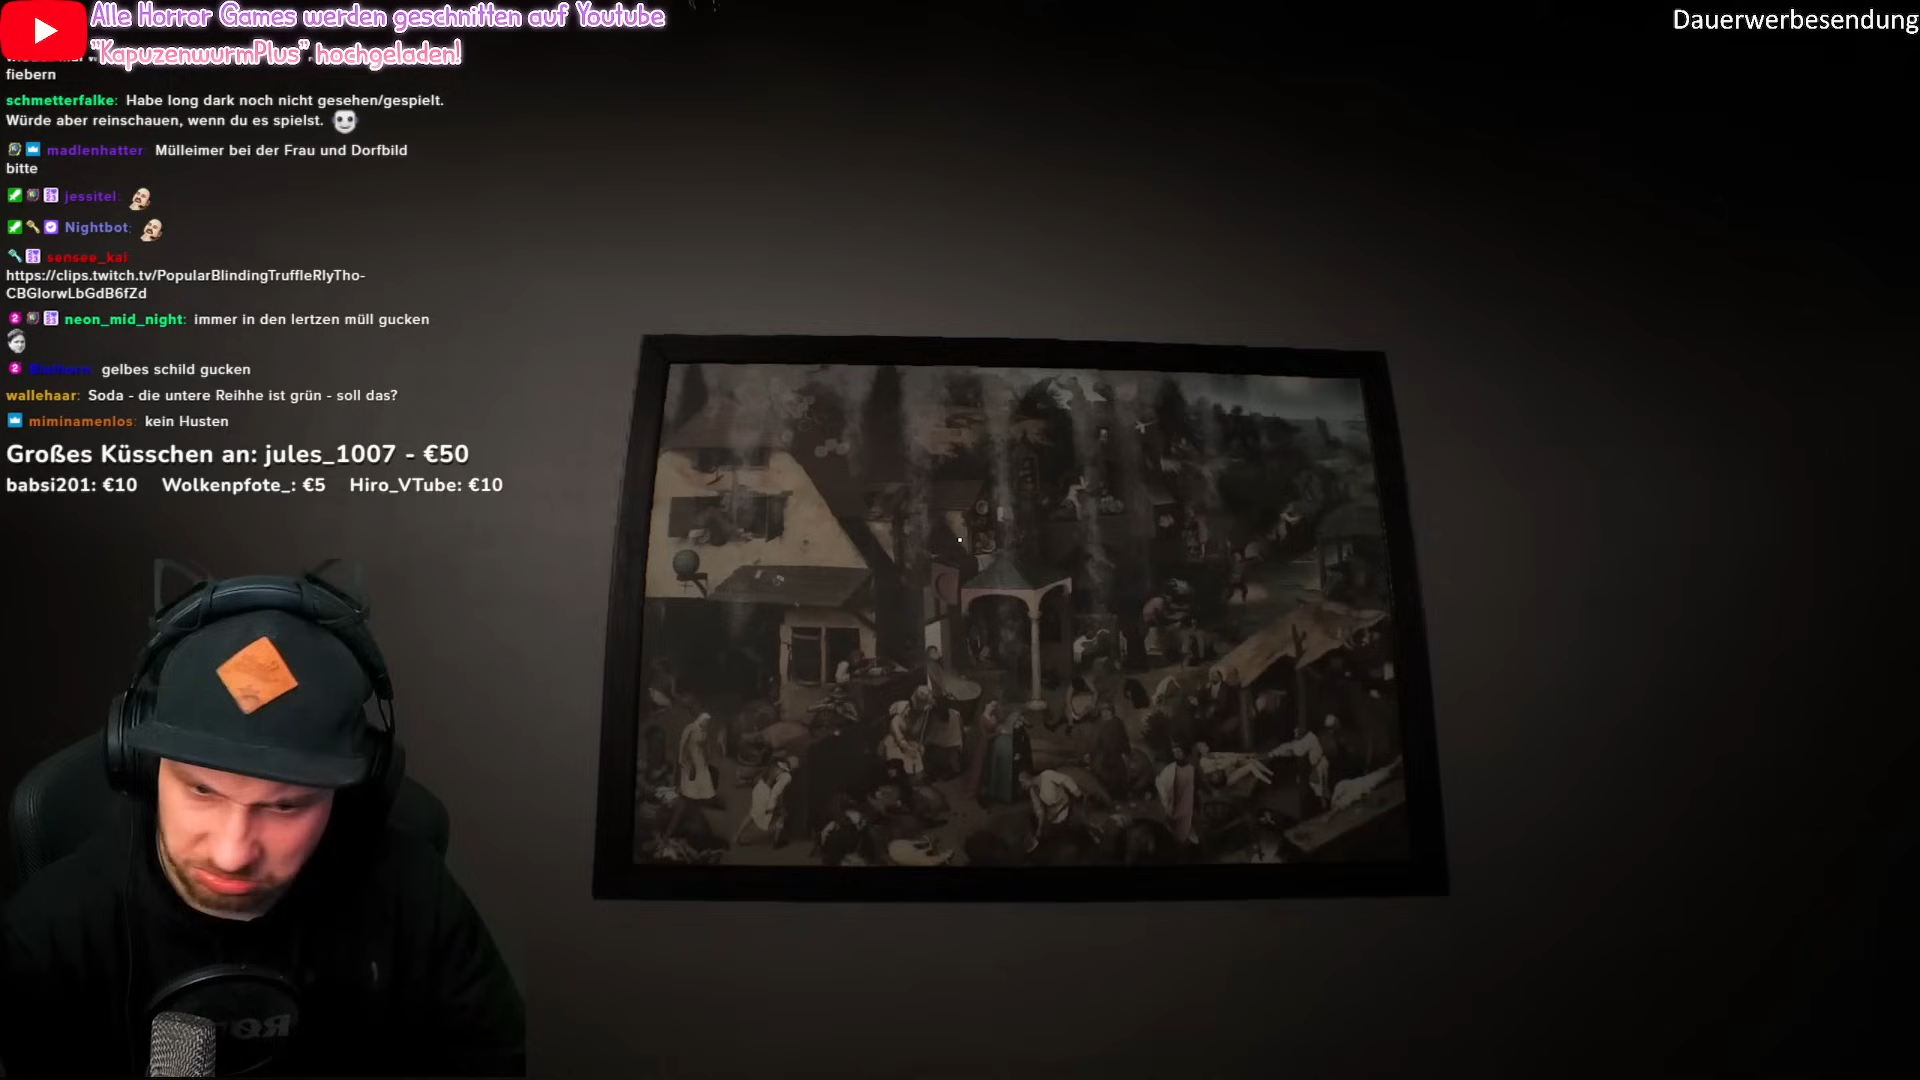 Alle Horror Games werden geschnitten auf Youtube
"KapuzenwurmPlus" hochgeladen!
Dauerwerbesendung
fiebern
schmetterfalke: Habe long dark noch nicht gesehen/gespielt.
Würde aber reinschauen, wenn du es spielst.
madlenhatter: Mülleimer bei der Frau und Dorfbild
bitte
jessitel:
Nightbot:
sensee_kai
https://clips.twitch.tv/PopularBlindingTruffleRlyTho-
CBGlorwLbGdB6fZd
neon_mid_night: immer in den lertzen müll gucken
gelbes schild gucken
wallehaar: Soda - die untere Reihhe ist grün - soll das?
miminamenlos: kein Husten
Großes Küsschen an: jules_1007 - €50
babsi201: €10 Wolkenpfote_: €5 Hiro_VTube: €10